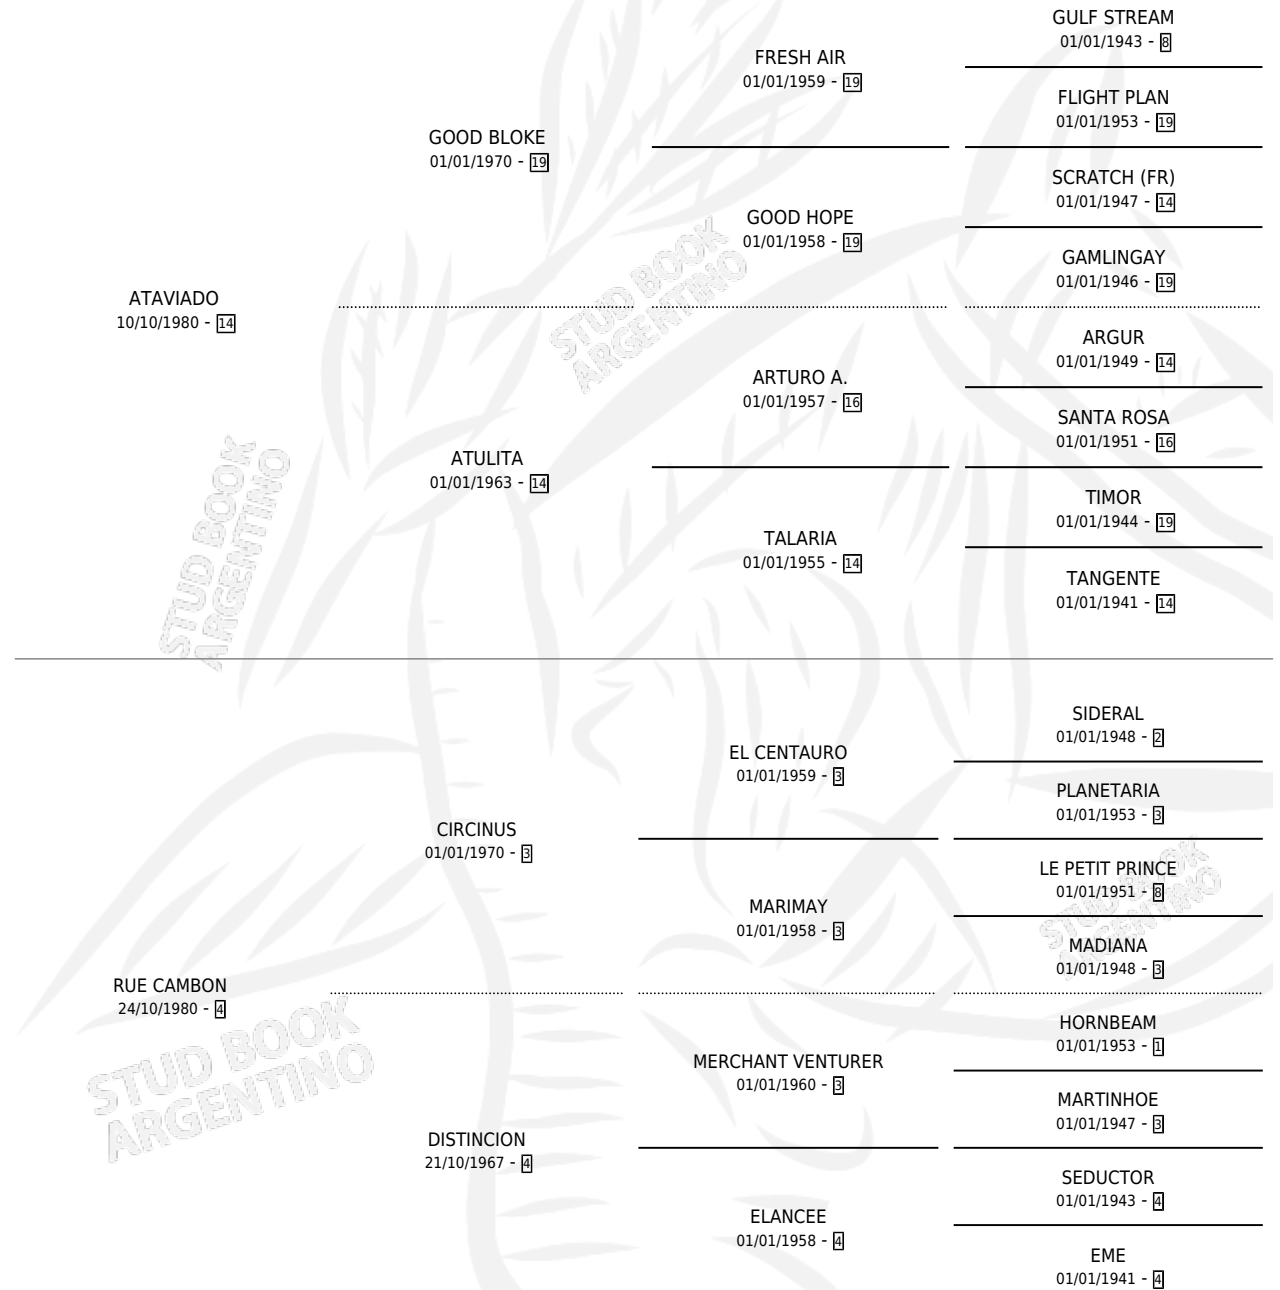 GULF STREAM
01/01/1943 - 8
FRESH AIR
01/01/1959 - 19
FLIGHT PLAN
01/01/1953 - 19
GOOD BLOKE
01/01/1970 - 19
SCRATCH (FR)
01/01/1947 - 14
GOOD HOPE
01/01/1958 - 19
GAMLINGAY
01/01/1946 - 19
ATAVIADO
10/10/1980 - 14
ARGUR
01/01/1949 - 14
ARTURO A.
01/01/1957 - 16
SANTA ROSA
01/01/1951 - 16
ATULITA
01/01/1963 - 14
TIMOR
01/01/1944 - 19
TALARIA
01/01/1955 - 14
TANGENTE
01/01/1941 - 14
SIDERAL
01/01/1948 - 2
EL CENTAURO
01/01/1959 - 3
PLANETARIA
01/01/1953 - 3
CIRCINUS
01/01/1970 - 3
LE PETIT PRINCE
01/01/1951 - 8
MARIMAY
01/01/1958 - 3
MADIANA
01/01/1948 - 3
RUE CAMBON
24/10/1980 - 4
HORNBEAM
01/01/1953 - 1
MERCHANT VENTURER
01/01/1960 - 3
MARTINHOE
01/01/1947 - 3
DISTINCION
21/10/1967 - 4
SEDUCTOR
01/01/1943 - 4
ELANCEE
01/01/1958 - 4
EME
01/01/1941 - 4
STUD BOOK
ARGENTINO
STUD BOOK
ARGENTINO
STUD BOOK
ARGENTINO
STUD BOOK
ARGENTINO